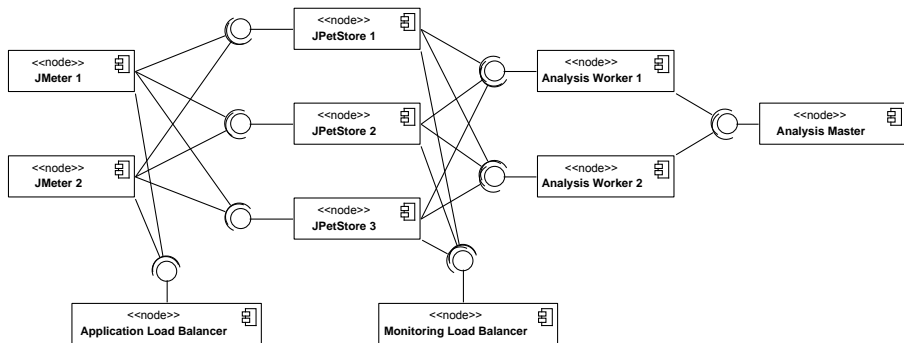 <<node>>
JMeter 1
<<node>>
JMeter 2
<<node>>
JPetStore 1
<<node>>
JPetStore 2
<<node>>
JPetStore 3
<<node>>
Analysis Worker 1
<<node>>
Analysis Worker 2
<<node>>
Analysis Master
<<node>>
Application Load Balancer
<<node>>
Monitoring Load Balancer